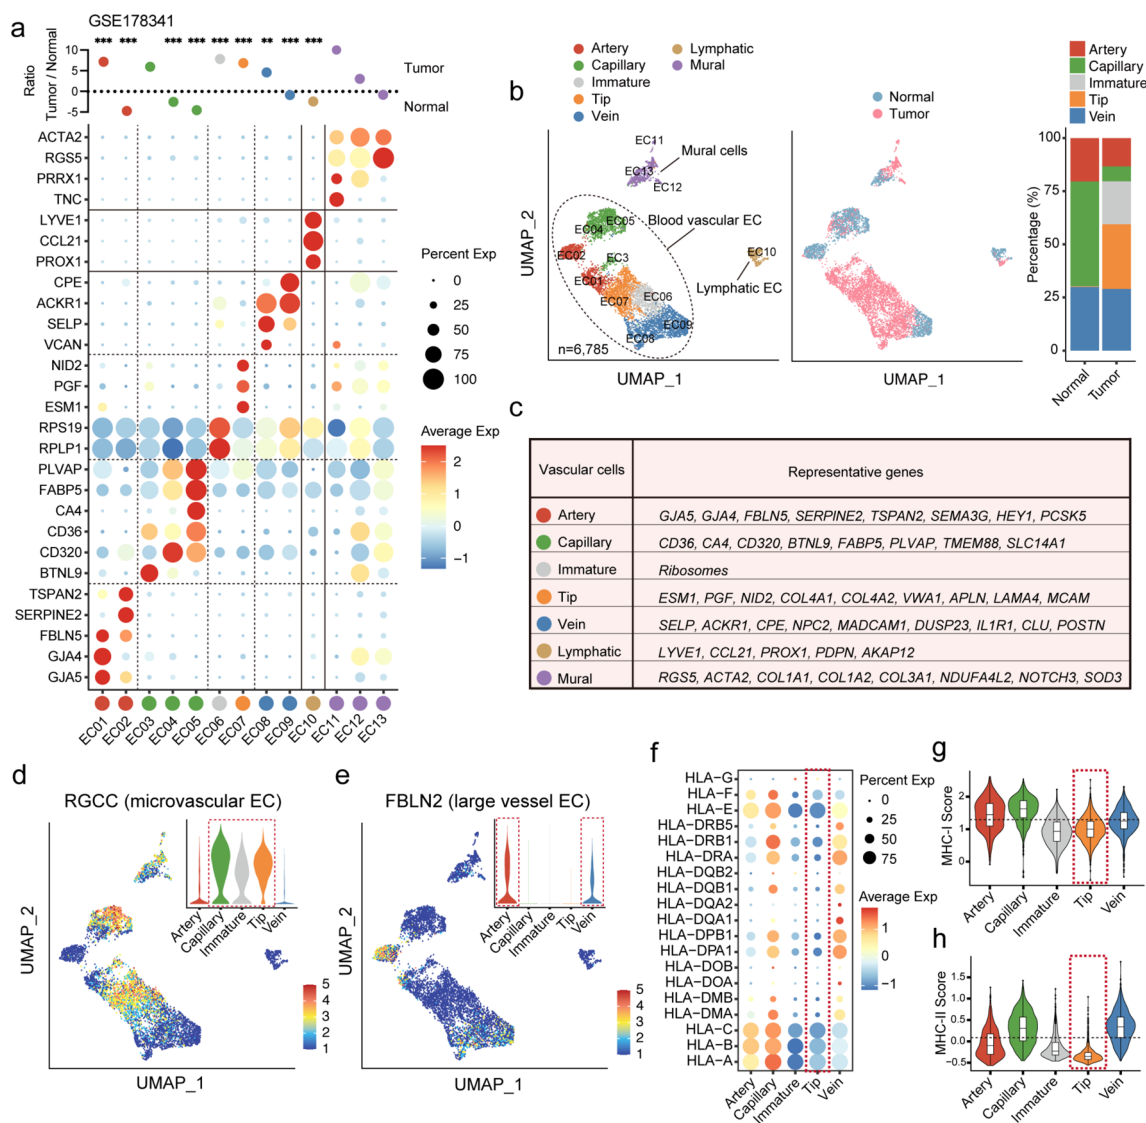 a
GSE178341
*** *** *** *** *** *** ** *** ***
Ratio
Tumor / Normal
10
5
0
-5
Tumor
Normal
ACTA2
RGS5
PRRX1
TNC
LYVE1
CCL21
PROX1
CPE
ACKR1
SELP
VCAN
NID2
PGF
ESM1
RPS19
RPLP1
PLVAP
FABP5
CA4
CD36
CD320
BTNL9
TSPAN2
SERPINE2
FBLN5
GJA4
GJA5
EC01 EC02 EC03 EC04 EC05 EC06 EC07 EC08 EC09 EC10 EC11 EC12 EC13
Percent Exp
0
25
50
75
100
Average Exp
2
1
0
−1
b
Artery
Capillary
Immature
Tip
Vein
Lymphatic
Mural
EC11
EC13
EC12
Mural cells
EC05
EC04
Blood vascular EC
EC02
EC3
EC10
EC01
Lymphatic EC
EC07
EC06
EC09
EC08
n=6,785
UMAP_1
UMAP_2
Normal
Tumor
UMAP_1
Artery
Capillary
Immature
Tip
Vein
Percentage (%)
100
75
50
25
0
Normal
Tumor
c
Vascular cells Representative genes
Artery GJA5, GJA4, FBLN5, SERPINE2, TSPAN2, SEMA3G, HEY1, PCSK5
Capillary CD36, CA4, CD320, BTNL9, FABP5, PLVAP, TMEM88, SLC14A1
Immature Ribosomes
Tip ESM1, PGF, NID2, COL4A1, COL4A2, VWA1, APLN, LAMA4, MCAM
Vein SELP, ACKR1, CPE, NPC2, MADCAM1, DUSP23, IL1R1, CLU, POSTN
Lymphatic LYVE1, CCL21, PROX1, PDPN, AKAP12
Mural RGS5, ACTA2, COL1A1, COL1A2, COL3A1, NDUFA4L2, NOTCH3, SOD3
d
RGCC (microvascular EC)
Artery
Capillary
Immature
Tip
Vein
5
4
3
2
1
UMAP_1
UMAP_2
e
FBLN2 (large vessel EC)
Artery
Capillary
Immature
Tip
Vein
5
4
3
2
1
UMAP_1
f
HLA−G
HLA−F
HLA−E
HLA−DRB5
HLA−DRB1
HLA−DRA
HLA−DQB2
HLA−DQB1
HLA−DQA2
HLA−DQA1
HLA−DPB1
HLA−DPA1
HLA−DOB
HLA−DOA
HLA−DMB
HLA−DMA
HLA−C
HLA−B
HLA−A
Artery
Capillary
Immature
Tip
Vein
Percent Exp
0
25
50
75
Average Exp
1
0
−1
g
MHC−I Score
2
1
0
Artery
Capillary
Immature
Tip
Vein
h
MHC−II Score
1.5
1.0
0.5
0.0
−0.5
Artery
Capillary
Immature
Tip
Vein